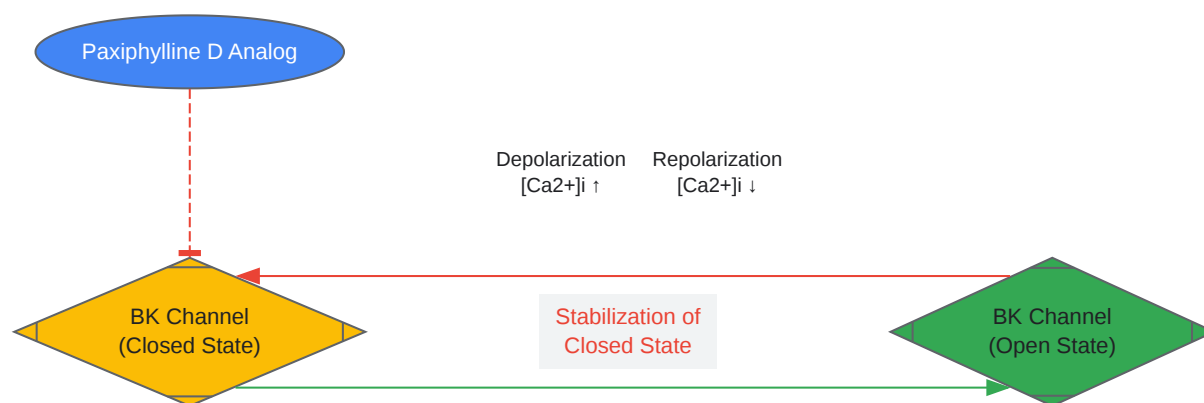 Paxiphylline D Analog
Depolarization
[Ca2+]i ↑
Repolarization
[Ca2+]i ↓
BK Channel
(Closed State)
Stabilization of
Closed State
BK Channel
(Open State)